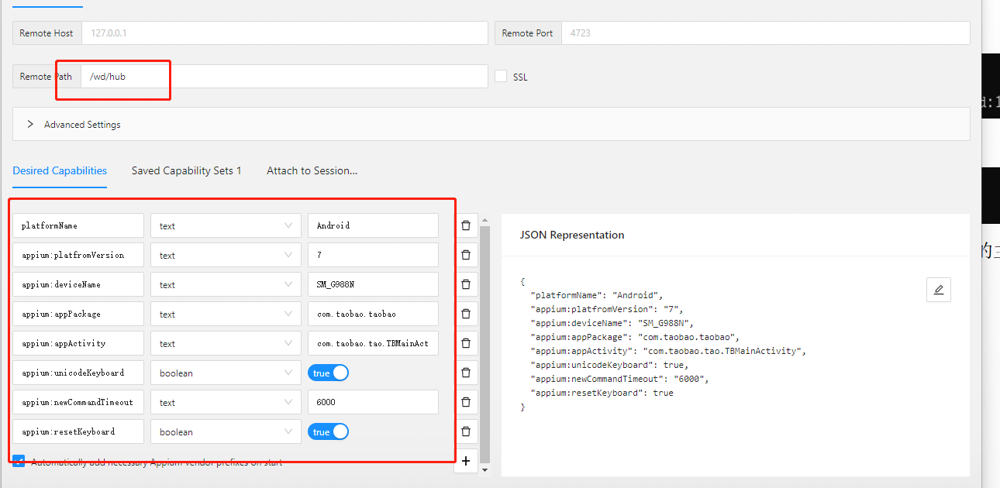 Remote Host 127.0.0.1 Remote Port 4723
Remote Path /wd/hub SSL
Advanced Settings
Desired Capabilities Saved Capability Sets 1 Attach to Session...
platformName text Android
appium:platfromVersion text 7
appium:deviceName text SM_G988N
appium:appPackage text com.taobao.taobao
appium:appActivity text com.taobao.tao.TBMainAct
appium:unicodeKeyboard boolean true
appium:newCommandTimeout text 6000
appium:resetKeyboard boolean true
Automatically add necessary Appium vendor prefixes on start
JSON Representation
{
"platformName": "Android",
"appium:platfromVersion": "7",
"appium:deviceName": "SM_G988N",
"appium:appPackage": "com.taobao.taobao",
"appium:appActivity": "com.taobao.tao.TBMainActivity",
"appium:unicodeKeyboard": true,
"appium:newCommandTimeout": "6000",
"appium:resetKeyboard": true
}
d:1
的